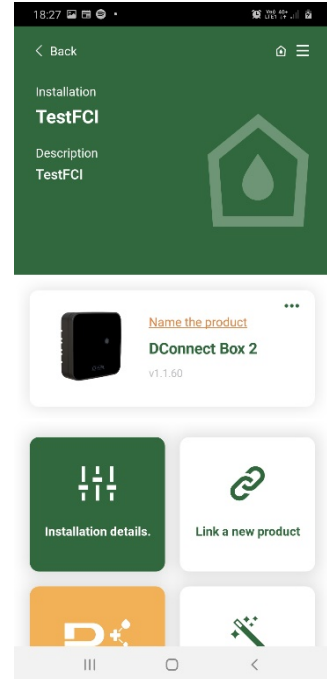 18:27
Back
Installation
TestFCI
Description
TestFCI
Name the product
DConnect Box 2
v1.1.60
Installation details.
Link a new product